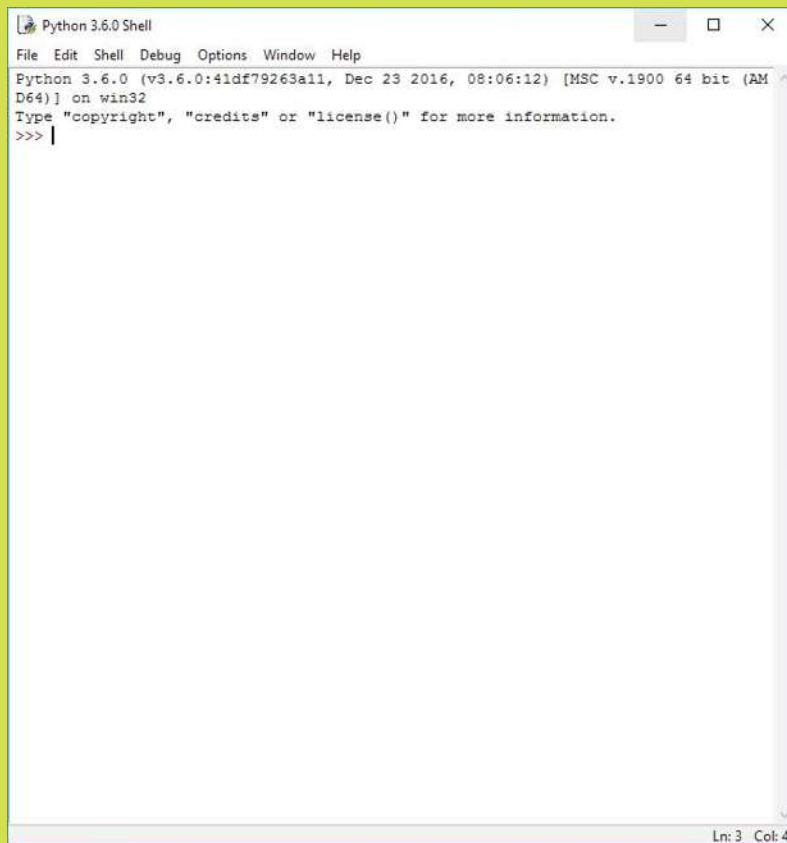 Python 3.6.0 Shell
File Edit Shell Debug Options Window Help
Python 3.6.0 (v3.6.0:41df79263a11, Dec 23 2016, 08:06:12) [MSC v.1900 64 bit (AM
D64)] on win32
Type "copyright", "credits" or "license()" for more information.
>>>
Ln: 3 Col: 4